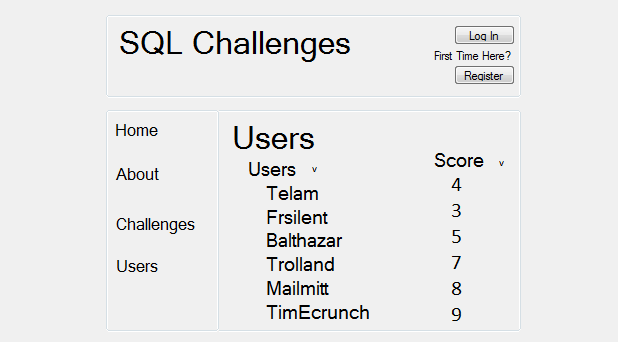 SQL Challenges
Log In
First Time Here?
Register
Home
About
Challenges
Users
Users
Users v Score v
Telam 4
Frsilent 3
Balthazar 5
Trolland 7
Mailmitt 8
TimEcrunch 9